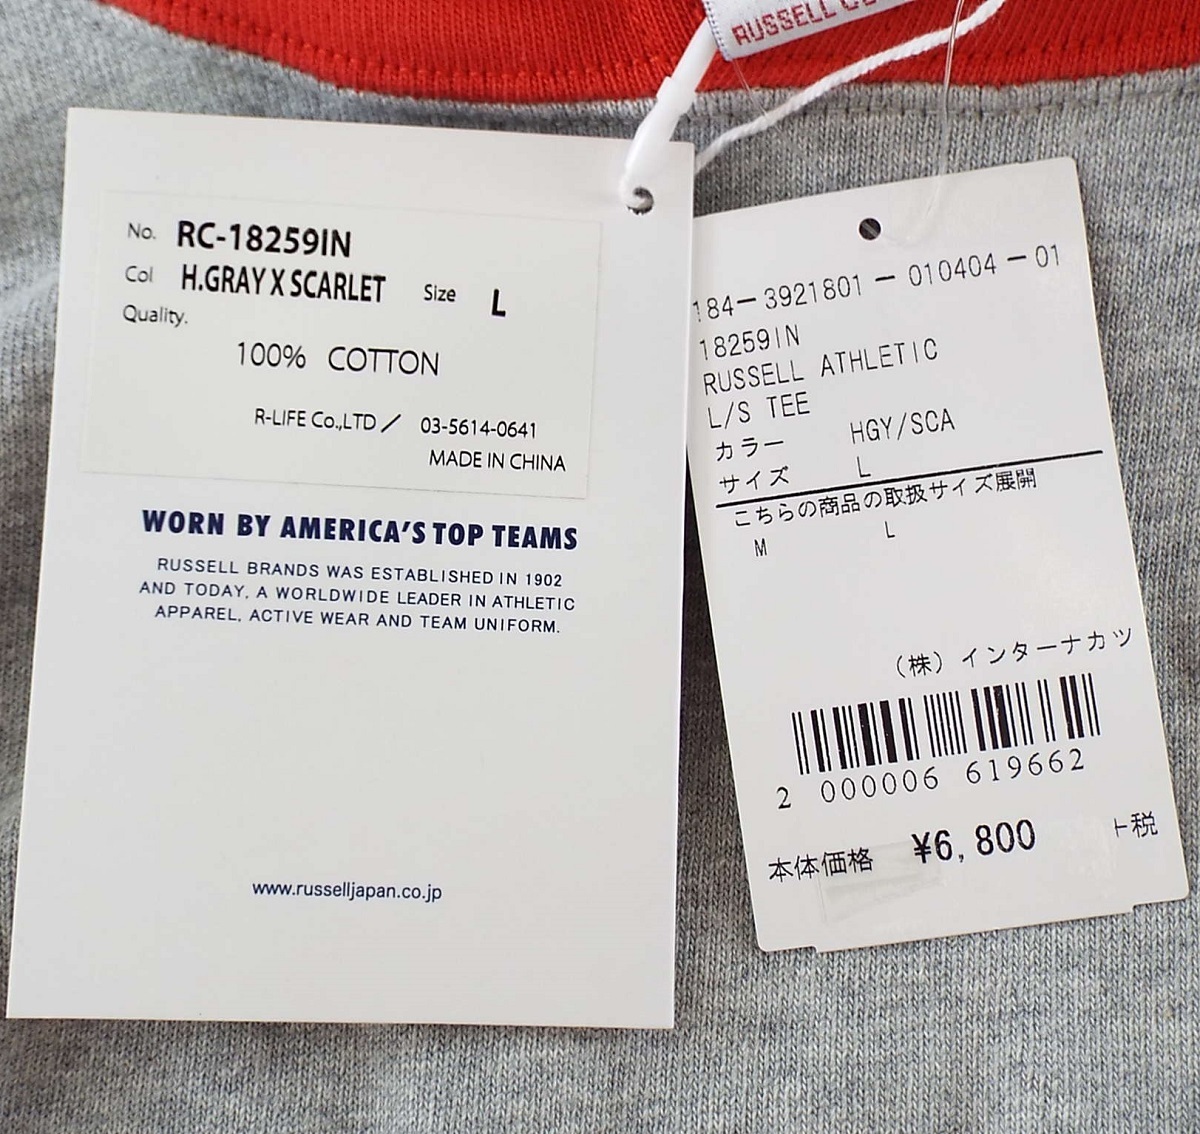 RUSSELL
No. RC-18259IN
Col H.GRAY X SCARLET Size L
Quality.
100% COTTON
R-LIFE Co.,LTD／ 03-5614-0641
MADE IN CHINA
WORN BY AMERICA'S TOP TEAMS
RUSSELL BRANDS WAS ESTABLISHED IN 1902
AND TODAY, A WORLDWIDE LEADER IN ATHLETIC
APPAREL, ACTIVE WEAR AND TEAM UNIFORM.
www.russelljapan.co.jp
184－3921801－010404－01
18259IN
RUSSELL ATHLETIC
L/S TEE
カラー HGY/SCA
サイズ L
こちらの商品の取扱サイズ展開
M L
（株）インターナカツ
2 000006 619662
本体価格 ¥6,800 +税